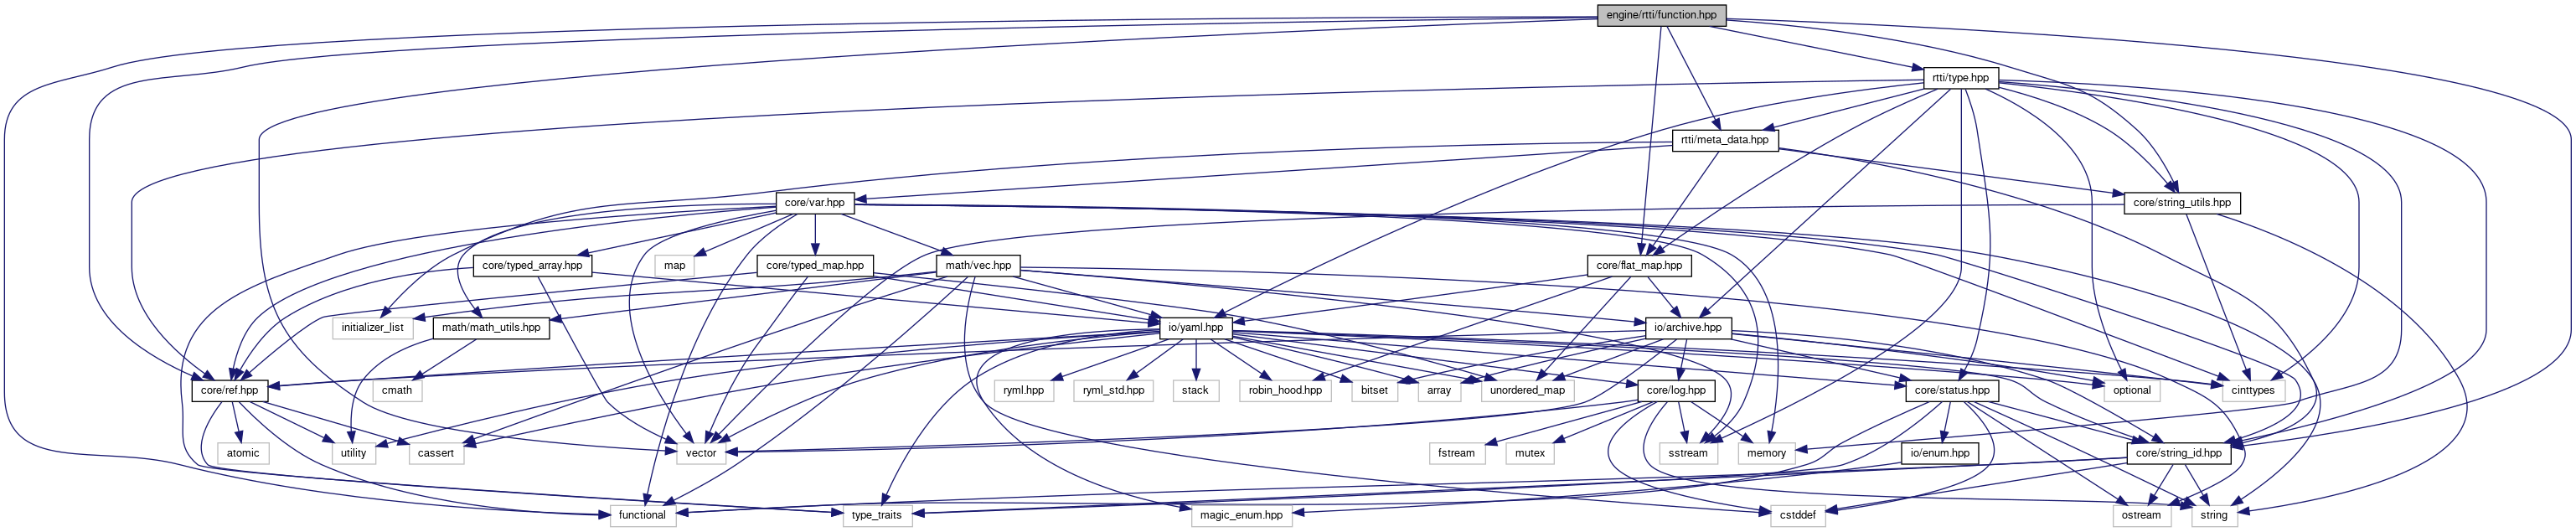 engine/rtti/function.hpp
rtti/type.hpp
rtti/meta_data.hpp
core/var.hpp
core/string_utils.hpp
core/typed_array.hpp
map
core/typed_map.hpp
math/vec.hpp
core/flat_map.hpp
initializer_list
math/math_utils.hpp
io/yaml.hpp
io/archive.hpp
core/ref.hpp
cmath
ryml.hpp
ryml_std.hpp
stack
robin_hood.hpp
bitset
array
unordered_map
core/log.hpp
core/status.hpp
optional
cinttypes
atomic
utility
cassert
vector
fstream
mutex
sstream
memory
io/enum.hpp
core/string_id.hpp
functional
type_traits
magic_enum.hpp
cstddef
ostream
string